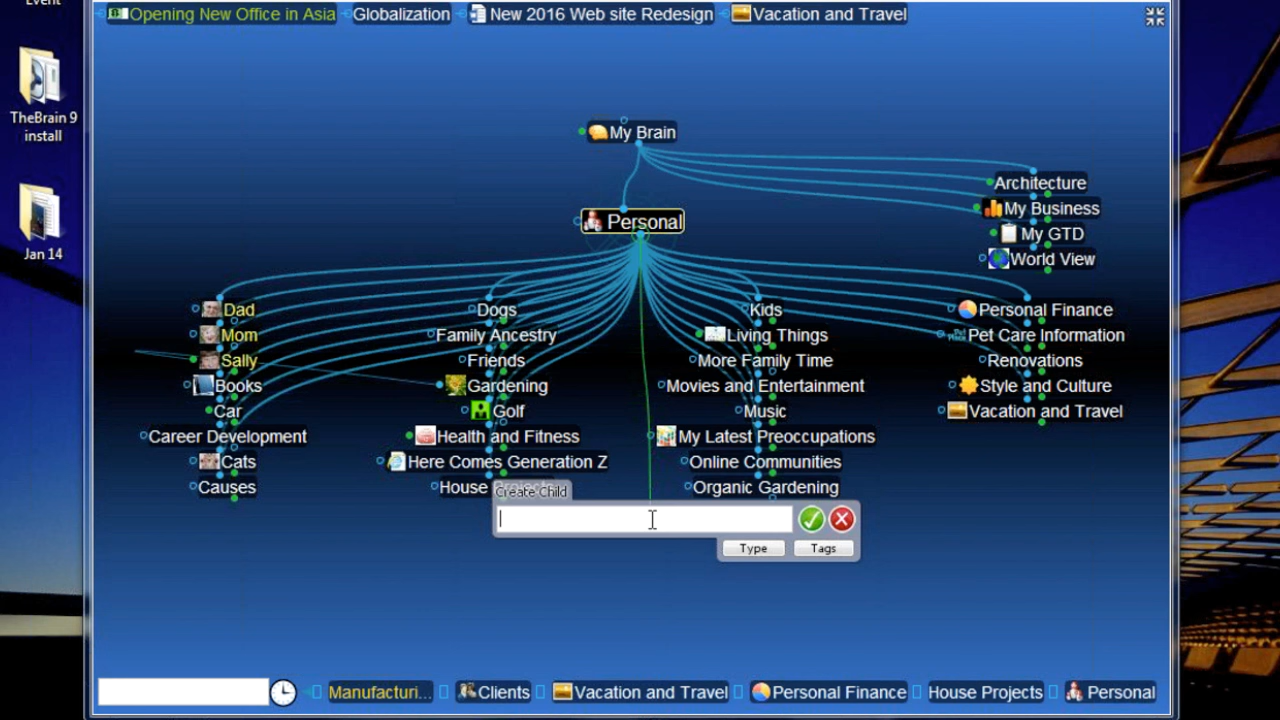 Event
Opening New Office in Asia
Globalization
New 2016 Web site Redesign
Vacation and Travel
TheBrain 9
install
Jan 14
My Brain
Architecture
My Business
My GTD
World View
Personal
Dad
Mom
Sally
Books
Car
Career Development
Cats
Causes
Dogs
Family Ancestry
Friends
Gardening
Golf
Health and Fitness
Here Comes Generation Z
House
Kids
Living Things
More Family Time
Movies and Entertainment
Music
My Latest Preoccupations
Online Communities
Organic Gardening
Personal Finance
Pet Care Information
Renovations
Style and Culture
Vacation and Travel
Create Child
Type
Tags
Manufacturi...
Clients
Vacation and Travel
Personal Finance
House Projects
Personal